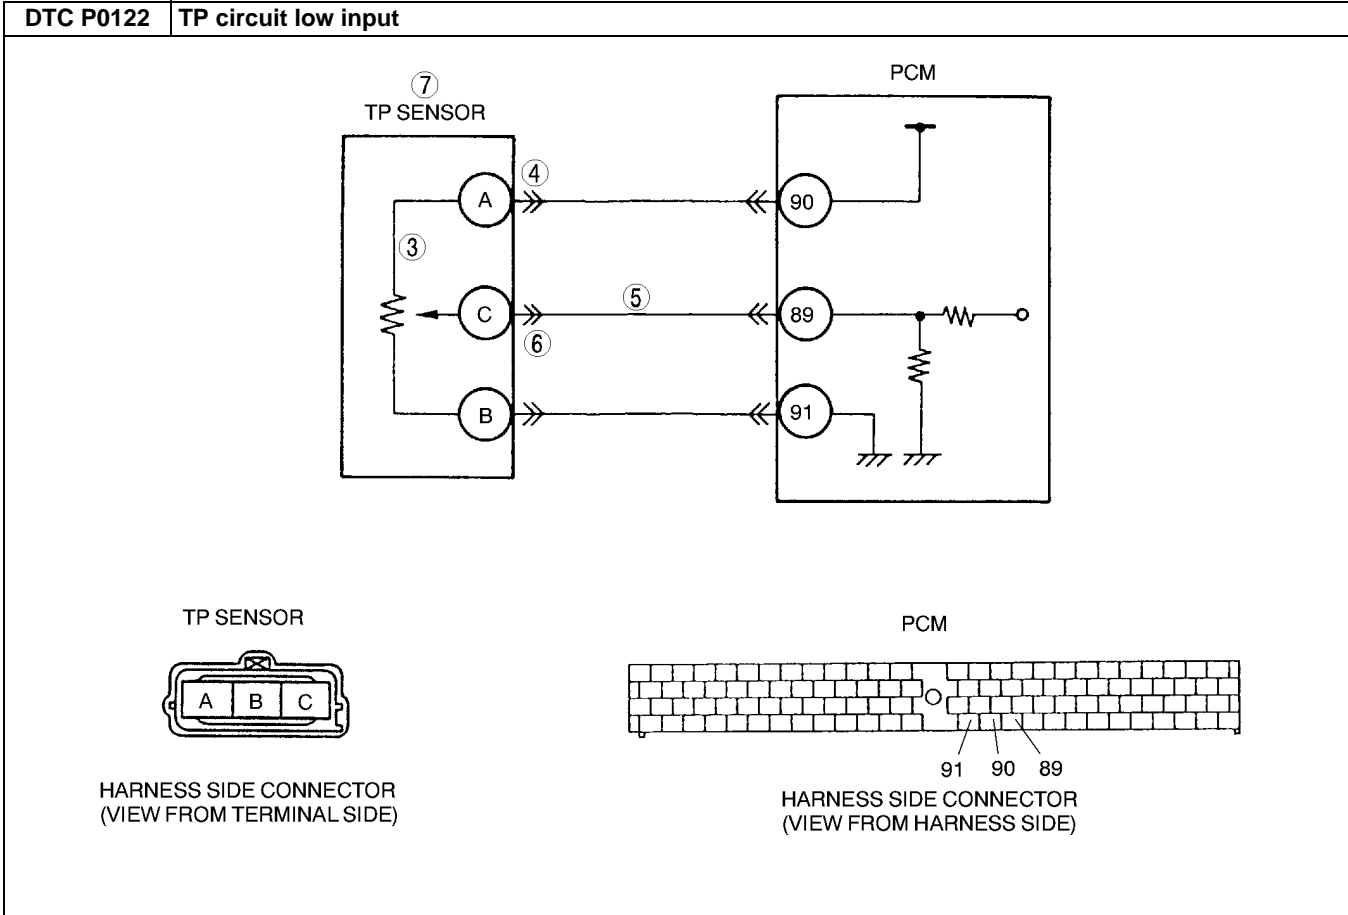 DTC P0122 TP circuit low input
⑦
TP SENSOR
PCM
A
④
90
③
C
⑤
89
⑥
B
91
TP SENSOR
A B C
HARNESS SIDE CONNECTOR
(VIEW FROM TERMINAL SIDE)
PCM
91 90 89
HARNESS SIDE CONNECTOR
(VIEW FROM HARNESS SIDE)